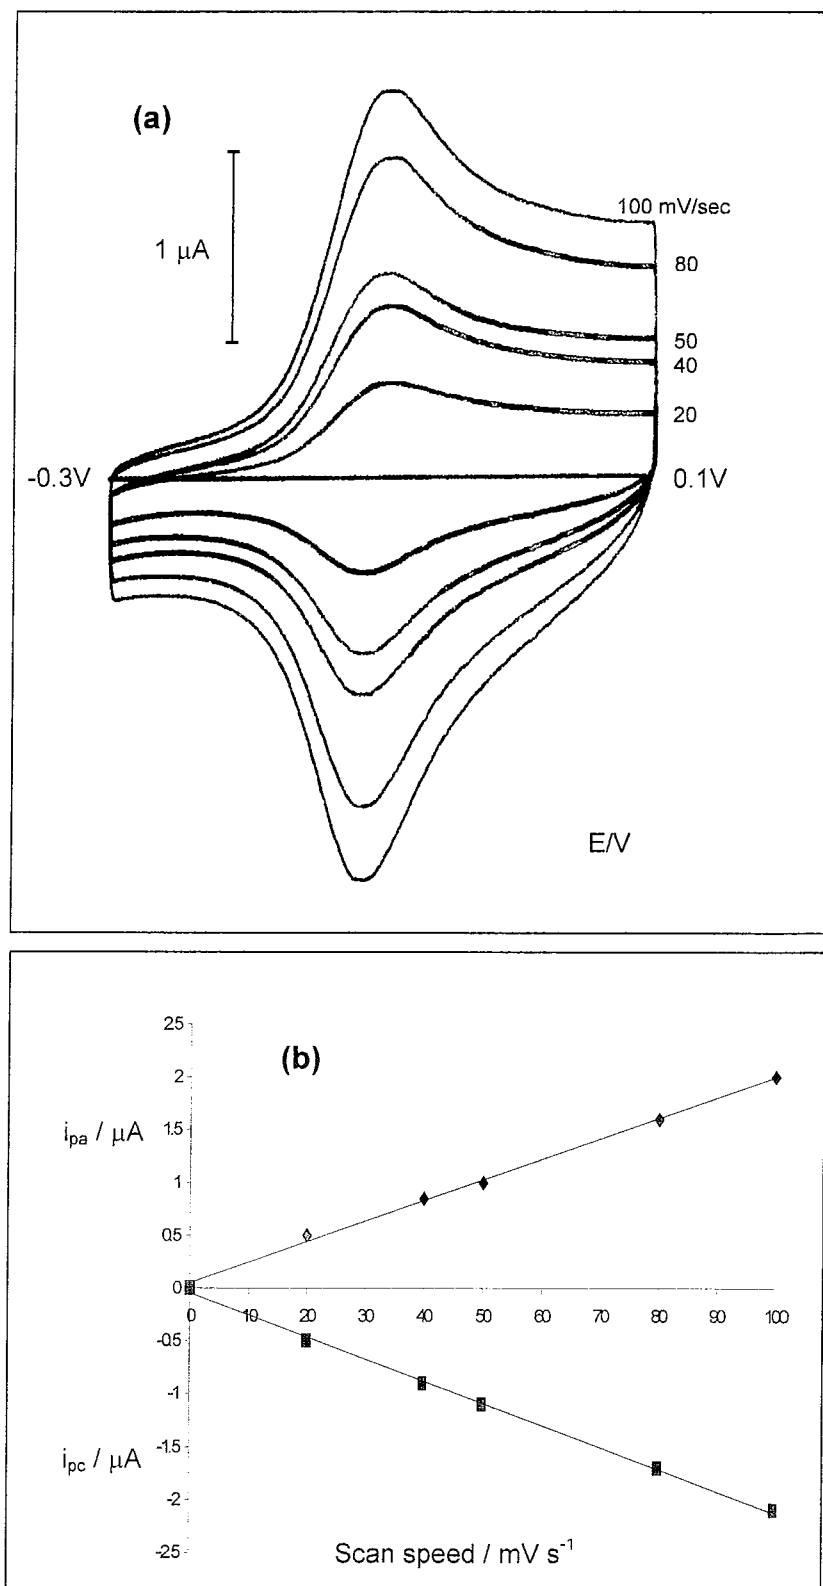 (a)
1 μA
100 mV/sec
80
50
40
20
-0.3V
0.1V
E/V
(b)
25
2
1.5
1
0.5
0
-0.5
-1
-1.5
-2
-25
i_pa / μA
i_pc / μA
0 10 20 30 40 50 60 70 80 90 100
Scan speed / mV s⁻¹